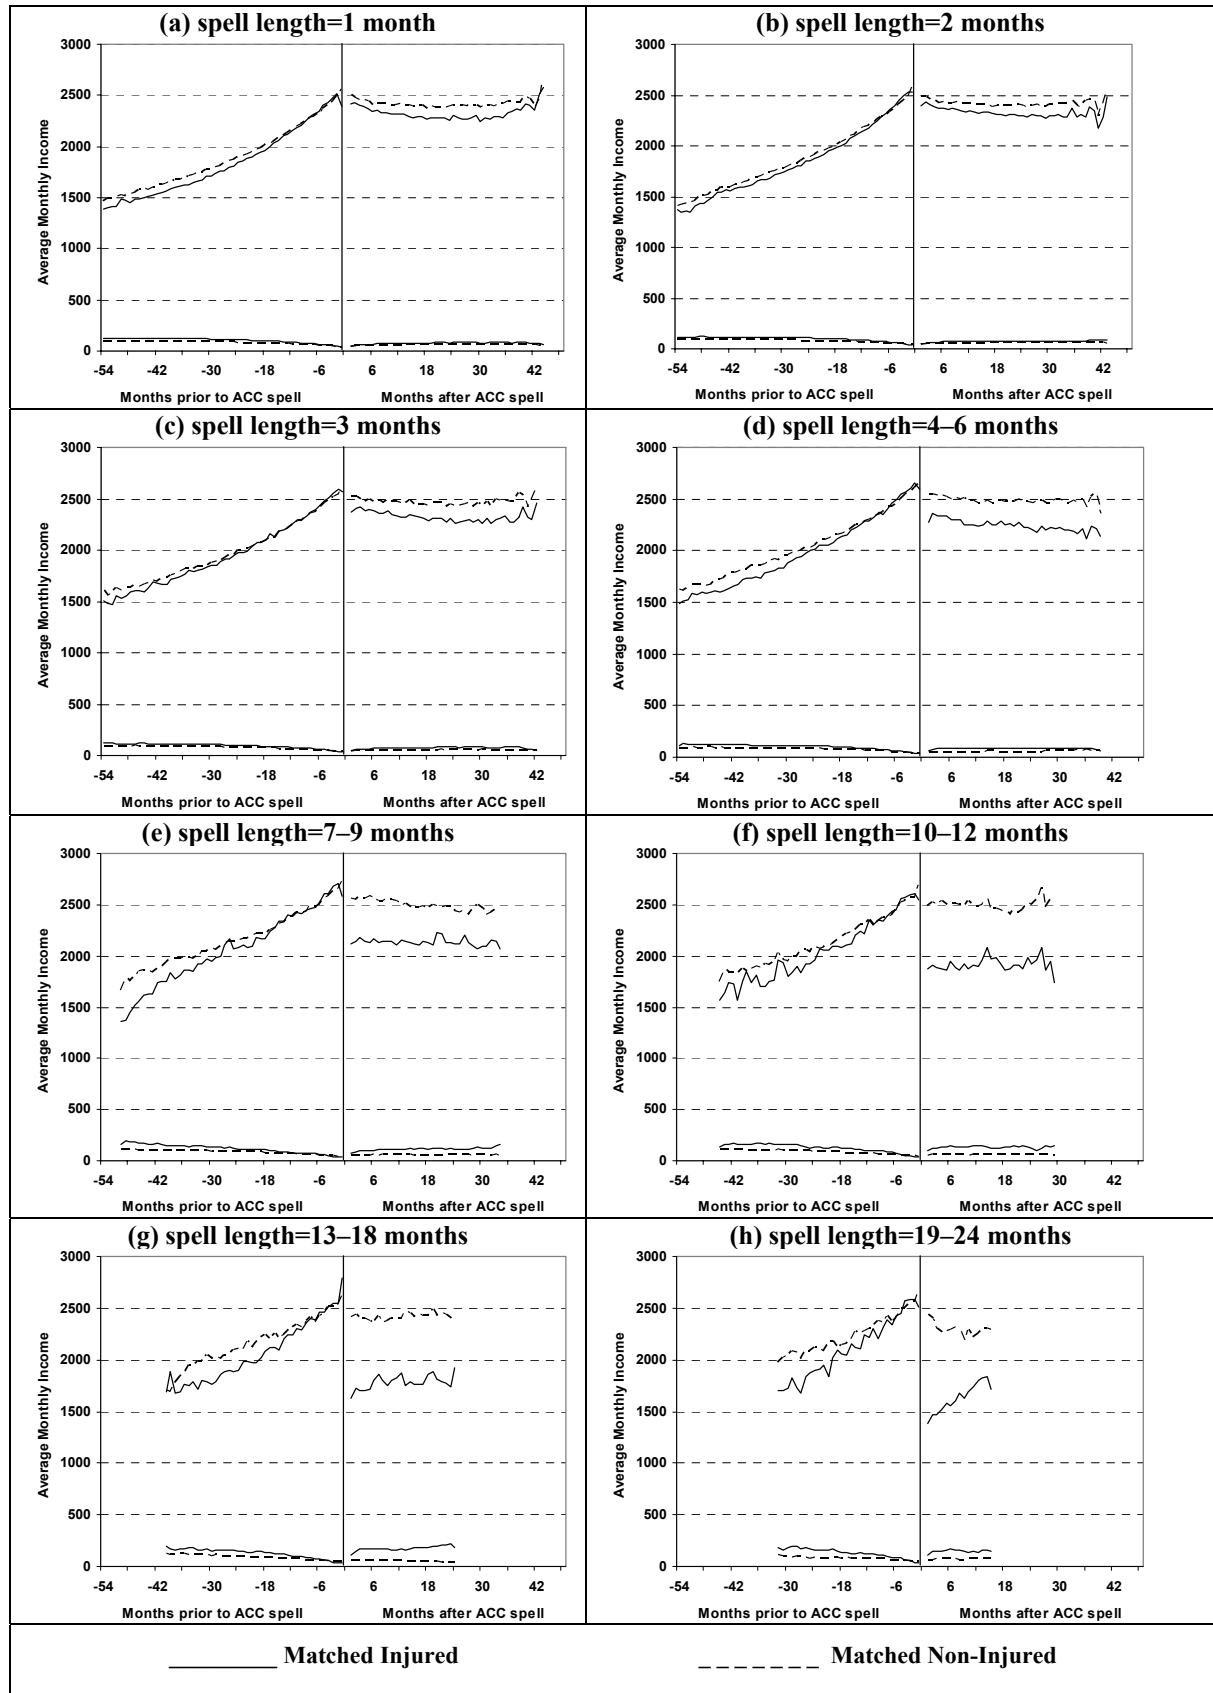 (a) spell length=1 month
3000
2500
2000
1500
1000
500
0
Average Monthly Income
-54 -42 -30 -18 -6 6 18 30 42
Months prior to ACC spell Months after ACC spell
(b) spell length=2 months
3000
2500
2000
1500
1000
500
0
Average Monthly Income
-54 -42 -30 -18 -6 6 18 30 42
Months prior to ACC spell Months after ACC spell
(c) spell length=3 months
3000
2500
2000
1500
1000
500
0
Average Monthly Income
-54 -42 -30 -18 -6 6 18 30 42
Months prior to ACC spell Months after ACC spell
(d) spell length=4–6 months
3000
2500
2000
1500
1000
500
0
Average Monthly Income
-54 -42 -30 -18 -6 6 18 30 42
Months prior to ACC spell Months after ACC spell
(e) spell length=7–9 months
3000
2500
2000
1500
1000
500
0
Average Monthly Income
-54 -42 -30 -18 -6 6 18 30 42
Months prior to ACC spell Months after ACC spell
(f) spell length=10–12 months
3000
2500
2000
1500
1000
500
0
Average Monthly Income
-54 -42 -30 -18 -6 6 18 30 42
Months prior to ACC spell Months after ACC spell
(g) spell length=13–18 months
3000
2500
2000
1500
1000
500
0
Average Monthly Income
-54 -42 -30 -18 -6 6 18 30 42
Months prior to ACC spell Months after ACC spell
(h) spell length=19–24 months
3000
2500
2000
1500
1000
500
0
Average Monthly Income
-54 -42 -30 -18 -6 6 18 30 42
Months prior to ACC spell Months after ACC spell
Matched Injured Matched Non-Injured